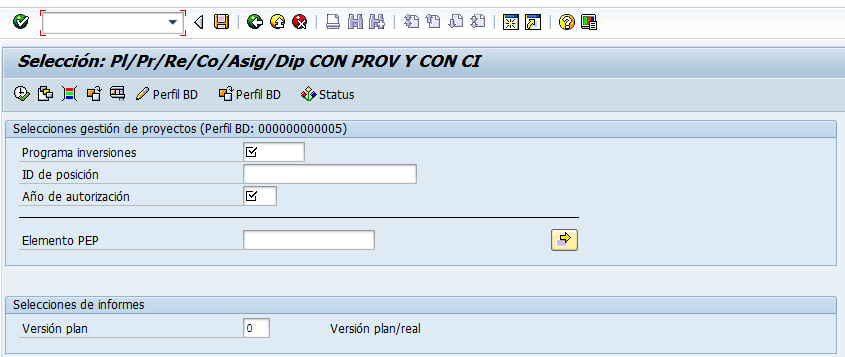 Selección: Pl/Pr/Re/Co/Asig/Dip CON PROV Y CON CI
Perfil BD Perfil BD Status
Selecciones gestión de proyectos (Perfil BD: 000000000005)
Programa inversiones
ID de posición
Año de autorización
Elemento PEP
Selecciones de informes
Versión plan 0 Versión plan/real